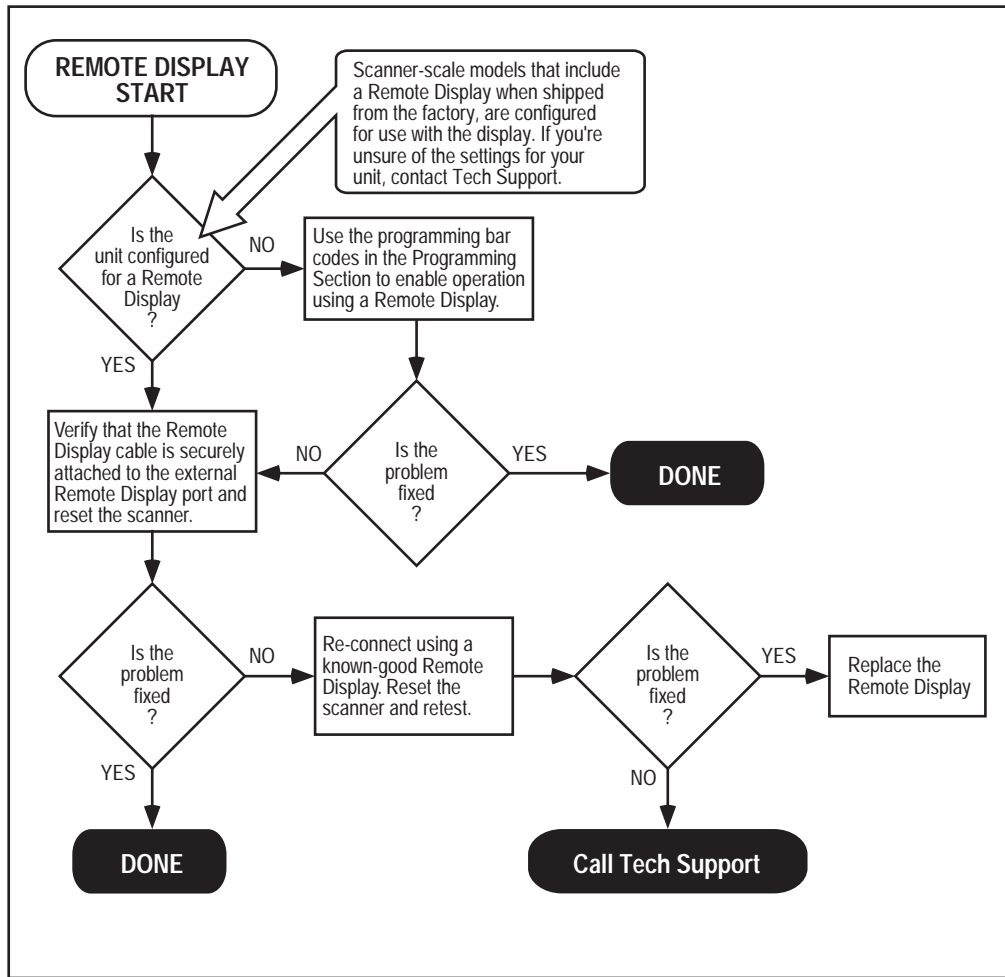 REMOTE DISPLAY
START
Scanner-scale models that include
a Remote Display when shipped
from the factory, are configured
for use with the display. If you're
unsure of the settings for your
unit, contact Tech Support.
Is the
unit configured
for a Remote
Display
?
NO
Use the programming bar
codes in the Programming
Section to enable operation
using a Remote Display.
YES
Verify that the Remote
Display cable is securely
attached to the external
Remote Display port and
reset the scanner.
NO
Is the
problem
fixed
?
YES
DONE
Is the
problem
fixed
?
NO
Re-connect using a
known-good Remote
Display. Reset the
scanner and retest.
Is the
problem
fixed
?
YES
Replace the
Remote Display
YES
NO
DONE
Call Tech Support